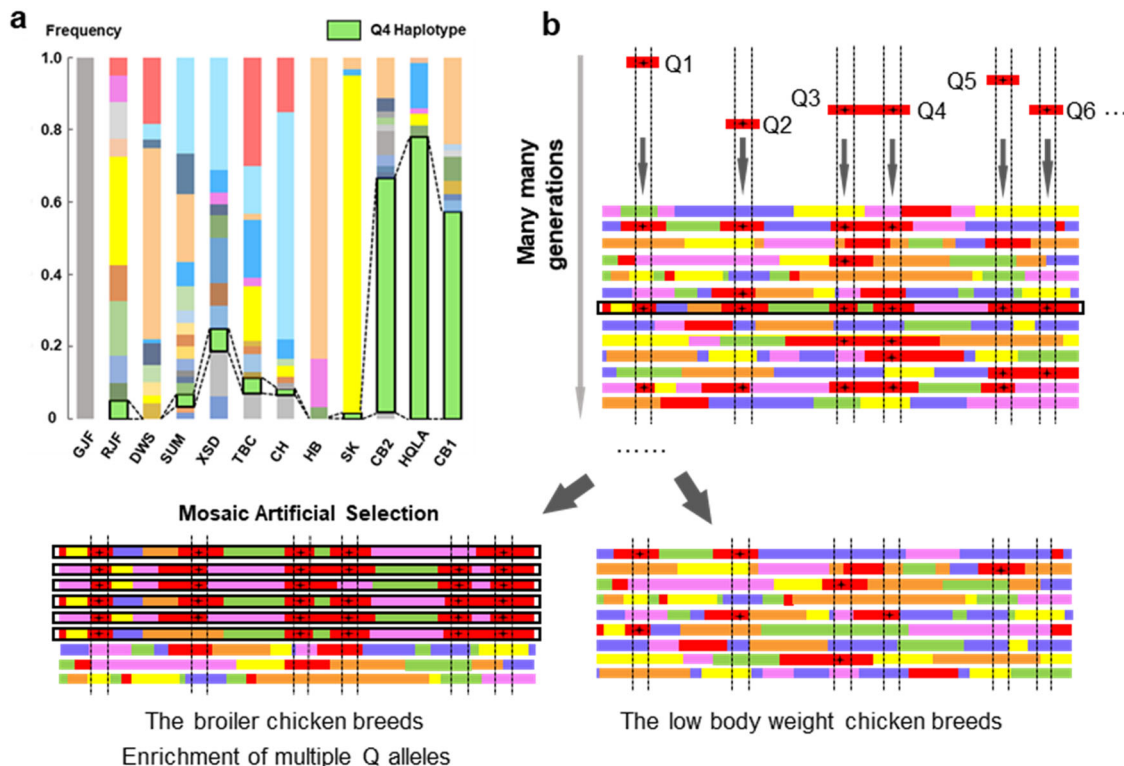 a
Frequency
Q4 Haplotype
1.0
0.8
0.6
0.4
0.2
0
GJF
RJF
DWS
SUM
XSD
TBC
CH
HB
SK
CB2
HQLA
CB1
b
Many many
generations
Q1
Q2
Q3
Q4
Q5
Q6 ...
......
Mosaic Artificial Selection
The broiler chicken breeds
Enrichment of multiple Q alleles
The low body weight chicken breeds